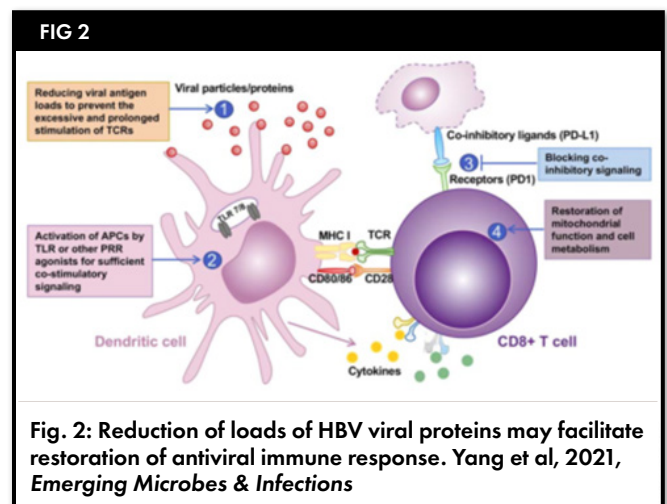 FIG 2
Reducing viral antigen
loads to prevent the
excessive and prolonged
stimulation of TCRs
Viral particles/proteins
1
Co-inhibitory ligands (PD-L1)
3
Blocking co-
inhibitory signaling
Receptors (PD1)
TLR 7/8
Activation of APCs by
TLR or other PRR
agonists for sufficient
co-stimulatory
signaling
2
MHC I
TCR
4
Restoration of
mitochondrial
function and cell
metabolism
CD80/86
CD28
Dendritic cell
CD8+ T cell
Cytokines
Fig. 2: Reduction of loads of HBV viral proteins may facilitate
restoration of antiviral immune response. Yang et al, 2021,
Emerging Microbes & Infections